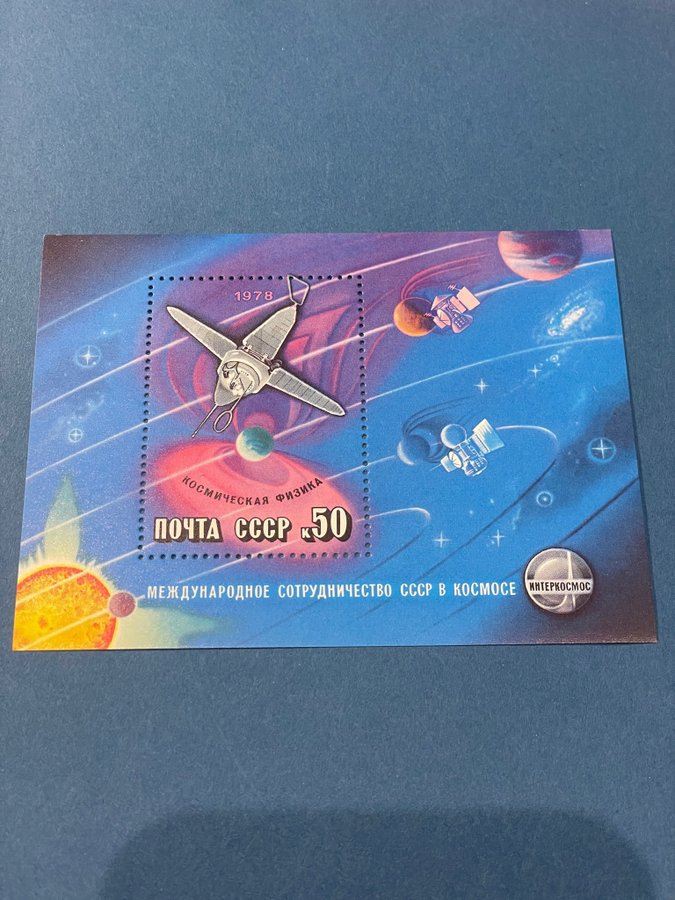 1978
КОСМИЧЕСКАЯ ФИЗИКА
ПОЧТА СССР к50
МЕЖДУНАРОДНОЕ СОТРУДНИЧЕСТВО СССР В КОСМОСЕ
ИНТЕРКОСМОС